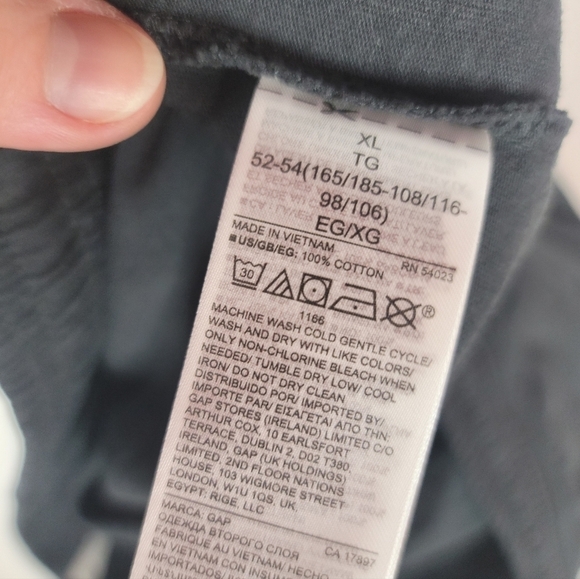 XL
TG
52-54(165/185-108/116-
98/106)
EG/XG
MADE IN VIETNAM RN 54023
■US/GB/EG: 100% COTTON
30 ®
1166
MACHINE WASH COLD GENTLE CYCLE/
WASH AND DRY WITH LIKE COLORS/
ONLY NON-CHLORINE BLEACH WHEN
NEEDED/ TUMBLE DRY LOW/ COOL
IRON/ DO NOT DRY CLEAN
DISTRIBUIDO POR/ IMPORTED BY/
IMPORTE PAR/ ΕΙΣΑΓΕΤΑΙ ΑΠΟ ΤΗΝ:
GAP STORES (IRELAND) LIMITED C/O
ARTHUR COX, 10 EARLSFORT
TERRACE, DUBLIN 2, D02 T380,
IRELAND, GAP (UK HOLDINGS)
LIMITED, 2ND FLOOR NATIONS
HOUSE, 103 WIGMORE STREET
LONDON, W1U 1QS, UK,
EGYPT: RIGE, LLC
MARCA: GAP CA 17897
ОДЕЖДА ВТОРОГО СЛОЯ
FABRIQUE AU VIETNAM/ HECHO
EN VIETNAM CON INSUM